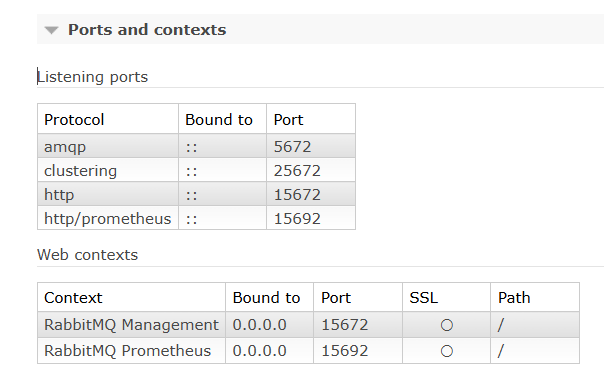 Ports and contexts
Listening ports
Protocol Bound to Port
amqp :: 5672
clustering :: 25672
http :: 15672
http/prometheus :: 15692
Web contexts
Context Bound to Port SSL Path
RabbitMQ Management 0.0.0.0 15672 ○ /
RabbitMQ Prometheus 0.0.0.0 15692 ○ /